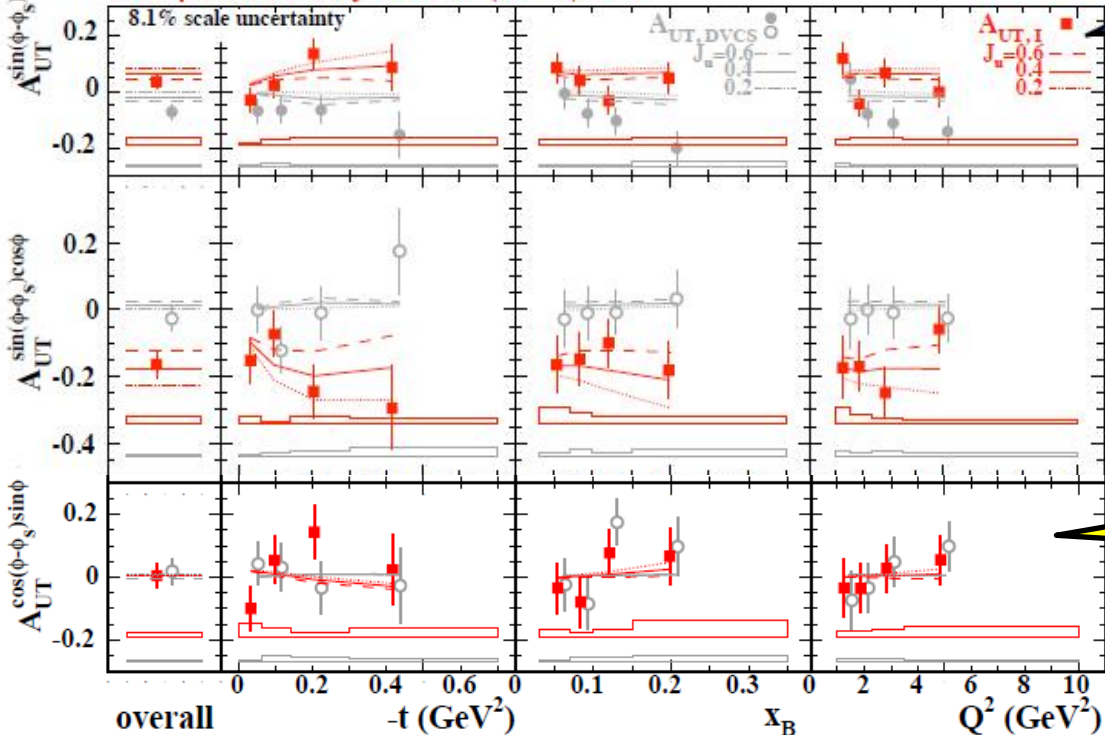 8.1% scale uncertainty
A_UT^sin(φ-φ_s)
0.2
0
-0.2
A_UT,DVCS
J_u=0.6
0.4
0.2
A_UT,I
J_u=0.6
0.4
0.2
A_UT^sin(φ-φ_s)cosφ
0.2
0
-0.2
-0.4
A_UT^cos(φ-φ_s)sinφ
0.2
0
-0.2
0 0.2 0.4 0.6
0 0.1 0.2 0.3
0 2 4 6 8 10
overall
-t (GeV²)
x_B
Q² (GeV²)